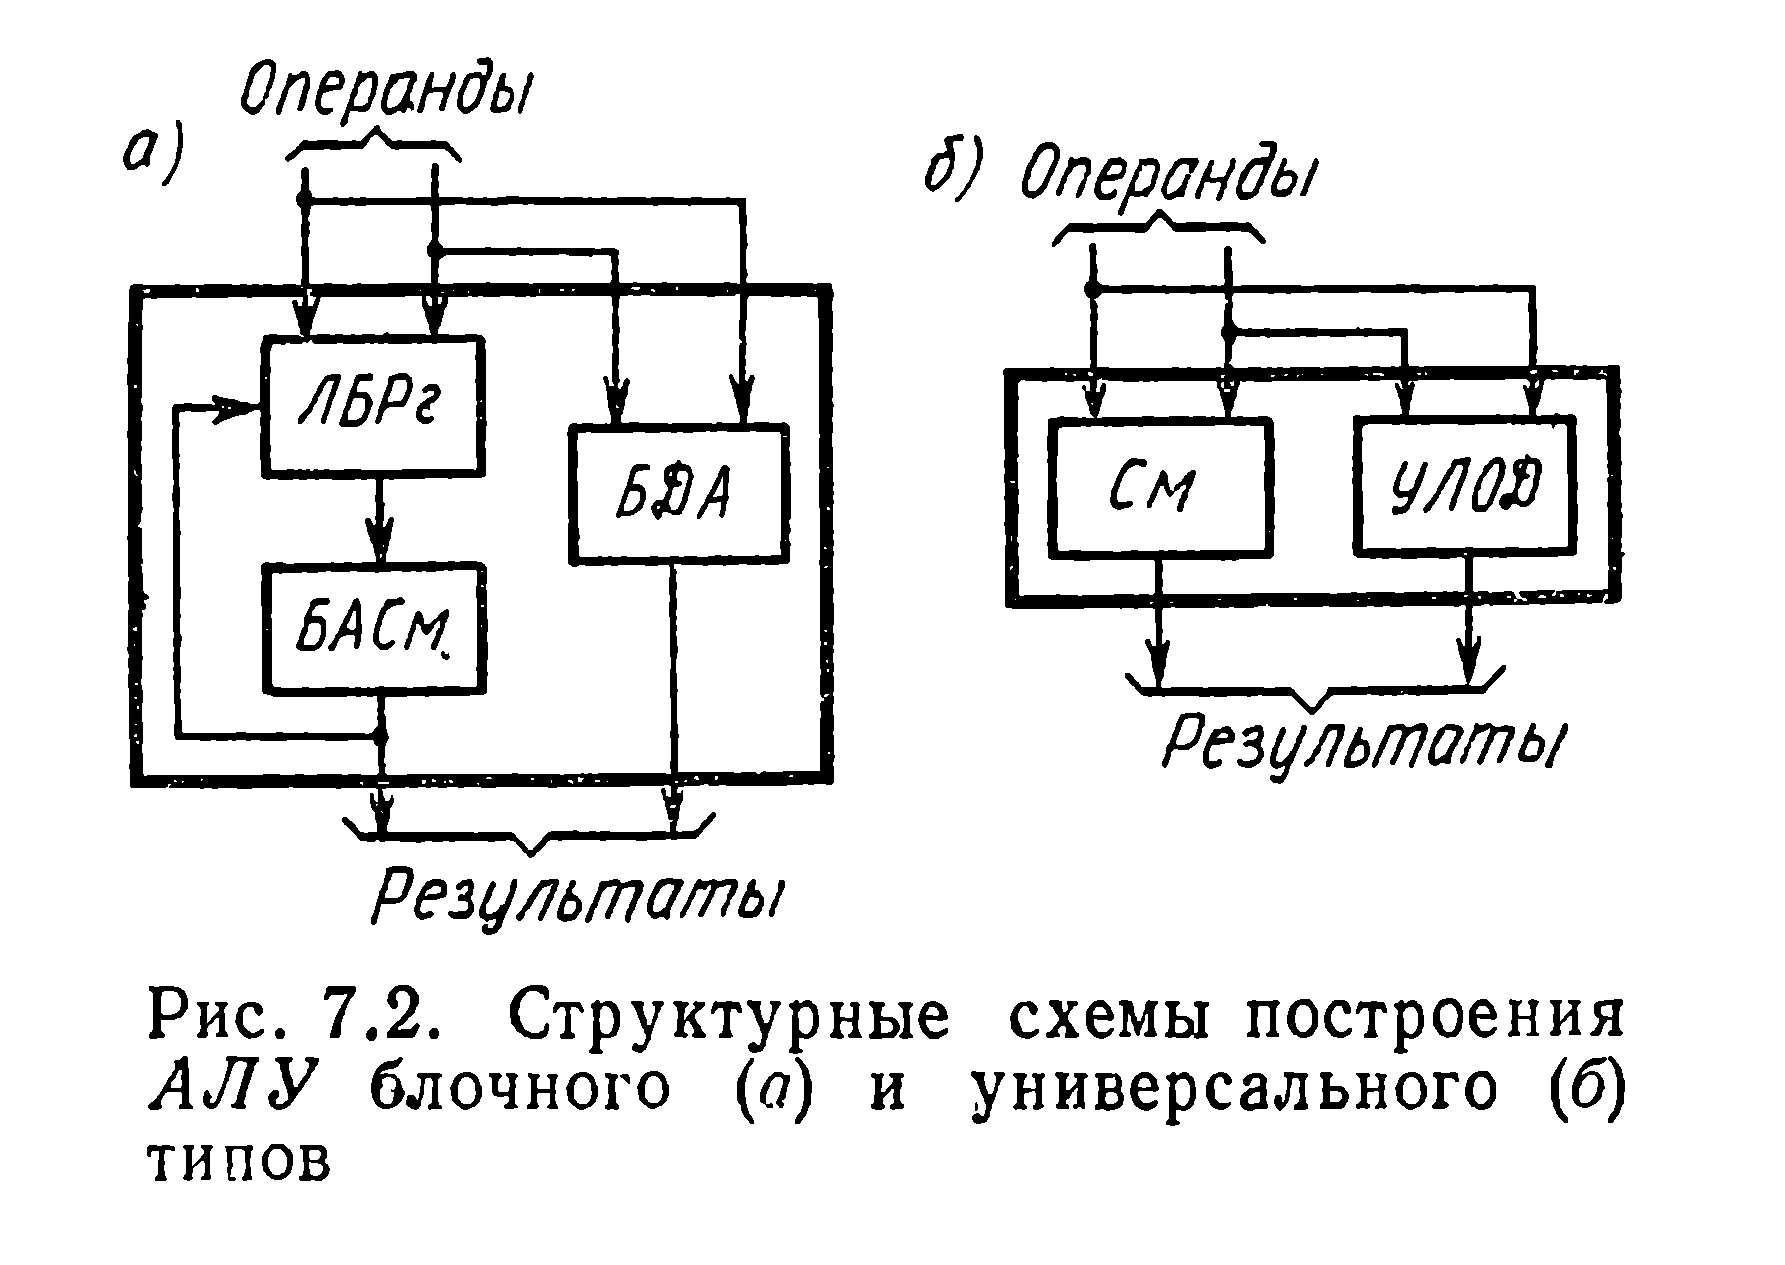 а)
Операнды
ЛБРг
БДА
БАСм
Результаты
б)
Операнды
См
УЛОД
Результаты
Рис. 7.2. Структурные схемы построения
АЛУ блочного (а) и универсального (б)
типов